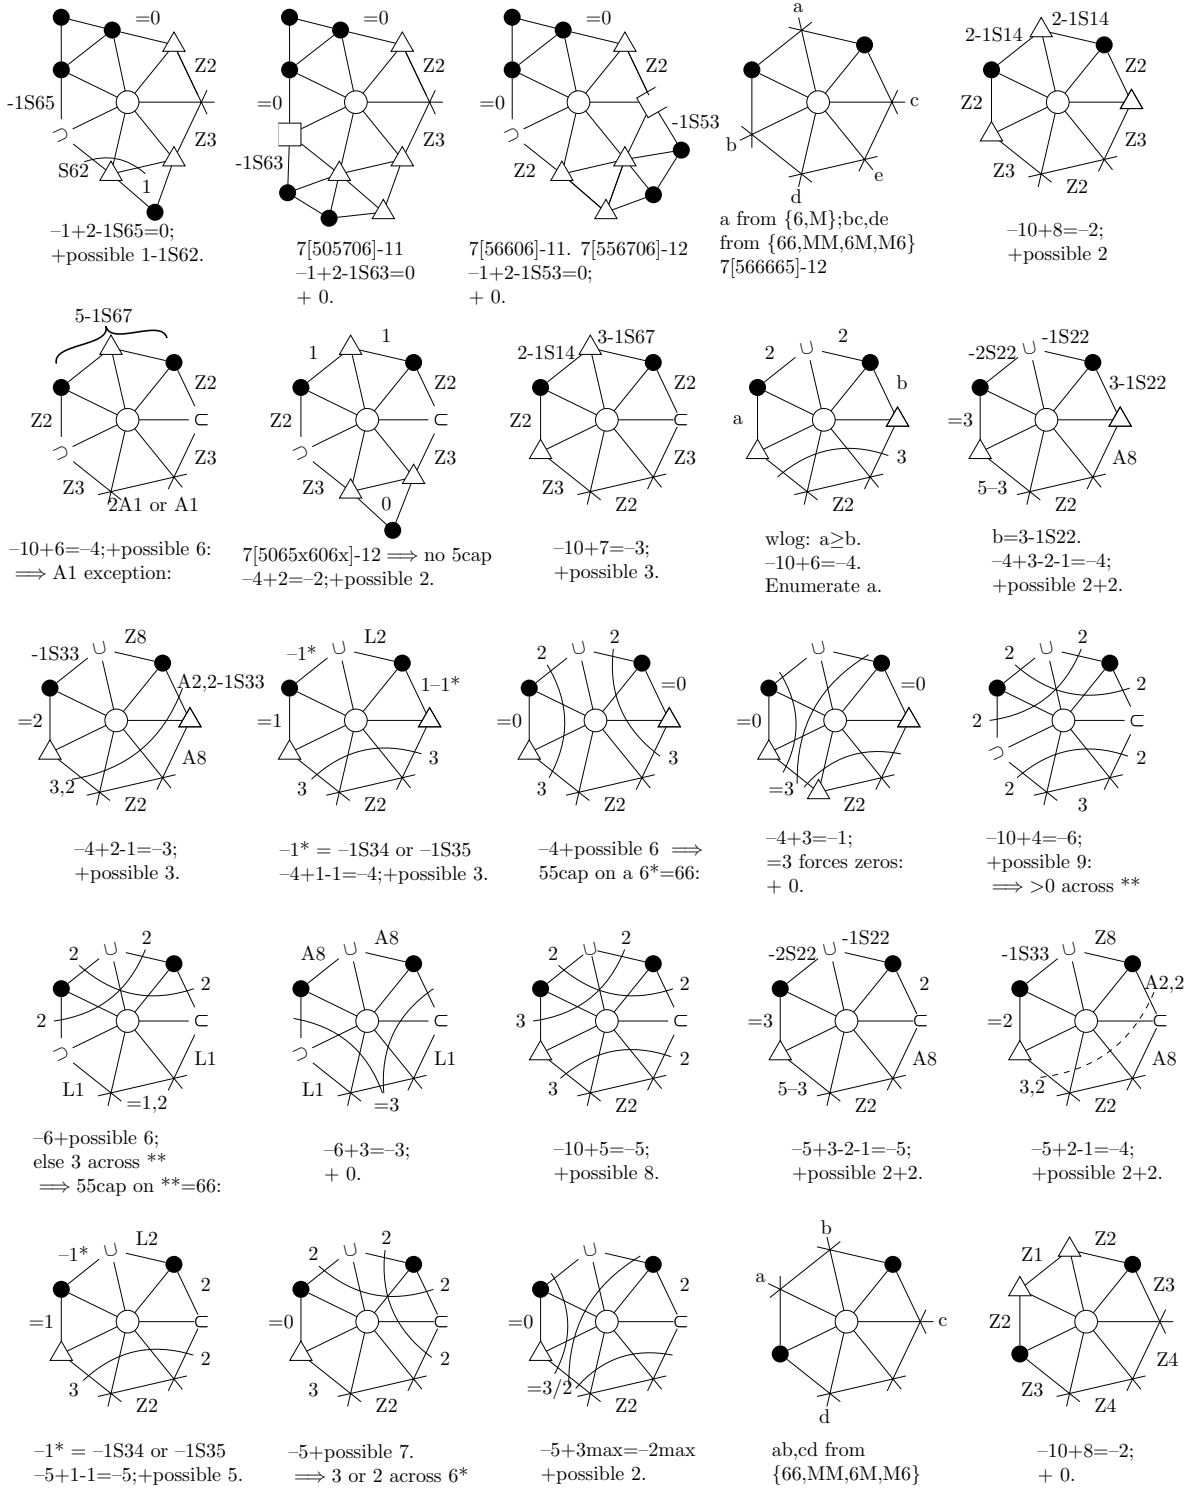 =0
Z2
-1S65
Z3
S62
1
–1+2-1S65=0;
+possible 1-1S62.
=0
Z2
=0
Z3
-1S63
7[505706]-11
–1+2-1S63=0
+ 0.
=0
Z2
=0
-1S53
Z2
7[56606]-11. 7[556706]-12
–1+2-1S53=0;
+ 0.
a
c
b
e
d
a from {6,M};bc,de
from {66,MM,6M,M6}
7[566665]-12
2-1S14
2-1S14
Z2
Z2
Z3
Z3
Z2
–10+8=–2;
+possible 2
5-1S67
Z2
Z2
Z3
Z3
2A1 or A1
–10+6=–4;+possible 6:
⟹ A1 exception:
1
1
Z2
Z2
Z3
Z3
0
7[5065x606x]-12 ⟹ no 5cap
–4+2=–2;+possible 2.
3-1S67
2-1S14
Z2
Z2
Z3
Z3
Z2
–10+7=–3;
+possible 3.
2
2
b
a
3
Z2
wlog: a≥b.
–10+6=–4.
Enumerate a.
-1S22
-2S22
3-1S22
=3
A8
5–3
Z2
b=3-1S22.
–4+3-2-1=–4;
+possible 2+2.
Z8
-1S33
A2,2-1S33
=2
A8
3,2
Z2
–4+2-1=–3;
+possible 3.
L2
–1*
1–1*
=1
3
3
Z2
–1* = –1S34 or –1S35
–4+1-1=–4;+possible 3.
2
2
=0
=0
3
3
Z2
–4+possible 6 ⟹
55cap on a 6*=66:
=0
=0
=3
Z2
–4+3=–1;
=3 forces zeros:
+ 0.
2
2
2
2
2
2
3
–10+4=–6;
+possible 9:
⟹ >0 across **
2
2
2
2
L1
L1
=1,2
–6+possible 6;
else 3 across **
⟹ 55cap on **=66:
A8
A8
L1
L1
=3
–6+3=–3;
+ 0.
2
2
2
3
2
3
Z2
–10+5=–5;
+possible 8.
-1S22
-2S22
2
=3
A8
5–3
Z2
–5+3-2-1=–5;
+possible 2+2.
Z8
-1S33
A2,2
=2
A8
3,2
Z2
–5+2-1=–4;
+possible 2+2.
L2
–1*
2
=1
2
3
Z2
–1* = –1S34 or –1S35
–5+1-1=–5;+possible 5.
2
2
2
=0
2
3
Z2
–5+possible 7.
⟹ 3 or 2 across 6*
2
=0
=3/2
Z2
–5+3max=–2max
+possible 2.
b
a
c
d
ab,cd from
{66,MM,6M,M6}
Z2
Z1
Z3
Z2
Z4
Z3
Z4
–10+8=–2;
+ 0.